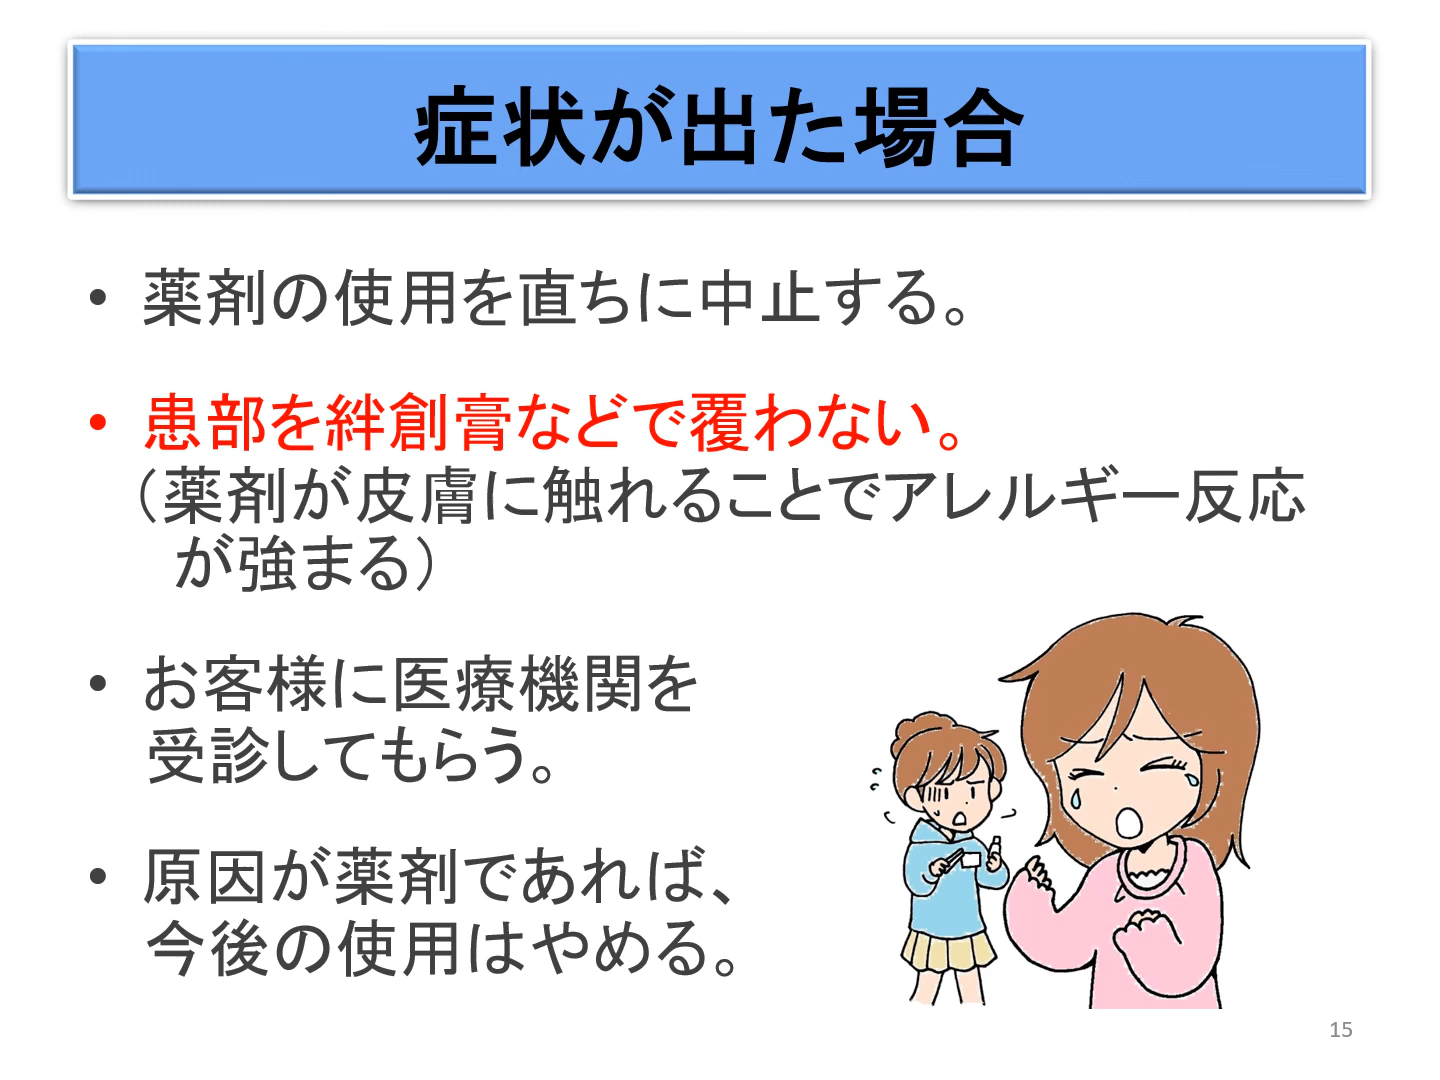 症状が出た場合
• 薬剤の使用を直ちに中止する。
• 患部を絆創膏などで覆わない。
（薬剤が皮膚に触れることでアレルギー反応
が強まる）
• お客様に医療機関を
受診してもらう。
• 原因が薬剤であれば、
今後の使用はやめる。
15